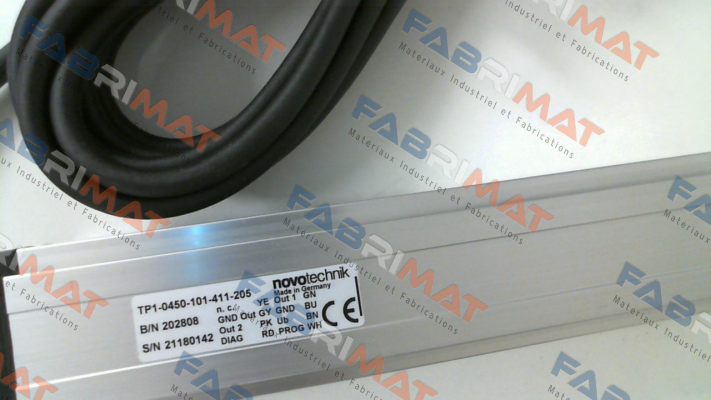 FABRIMAT
Materiaux Industriel et Fabrications
novotechnik
Made in Germany
TP1-0450-101-411-205
B/N 202808
S/N 21180142
YE Out 1 GN
GND Out GY GND BU
Out 2 PK Ub BN
DIAG RD PROG WH
CE